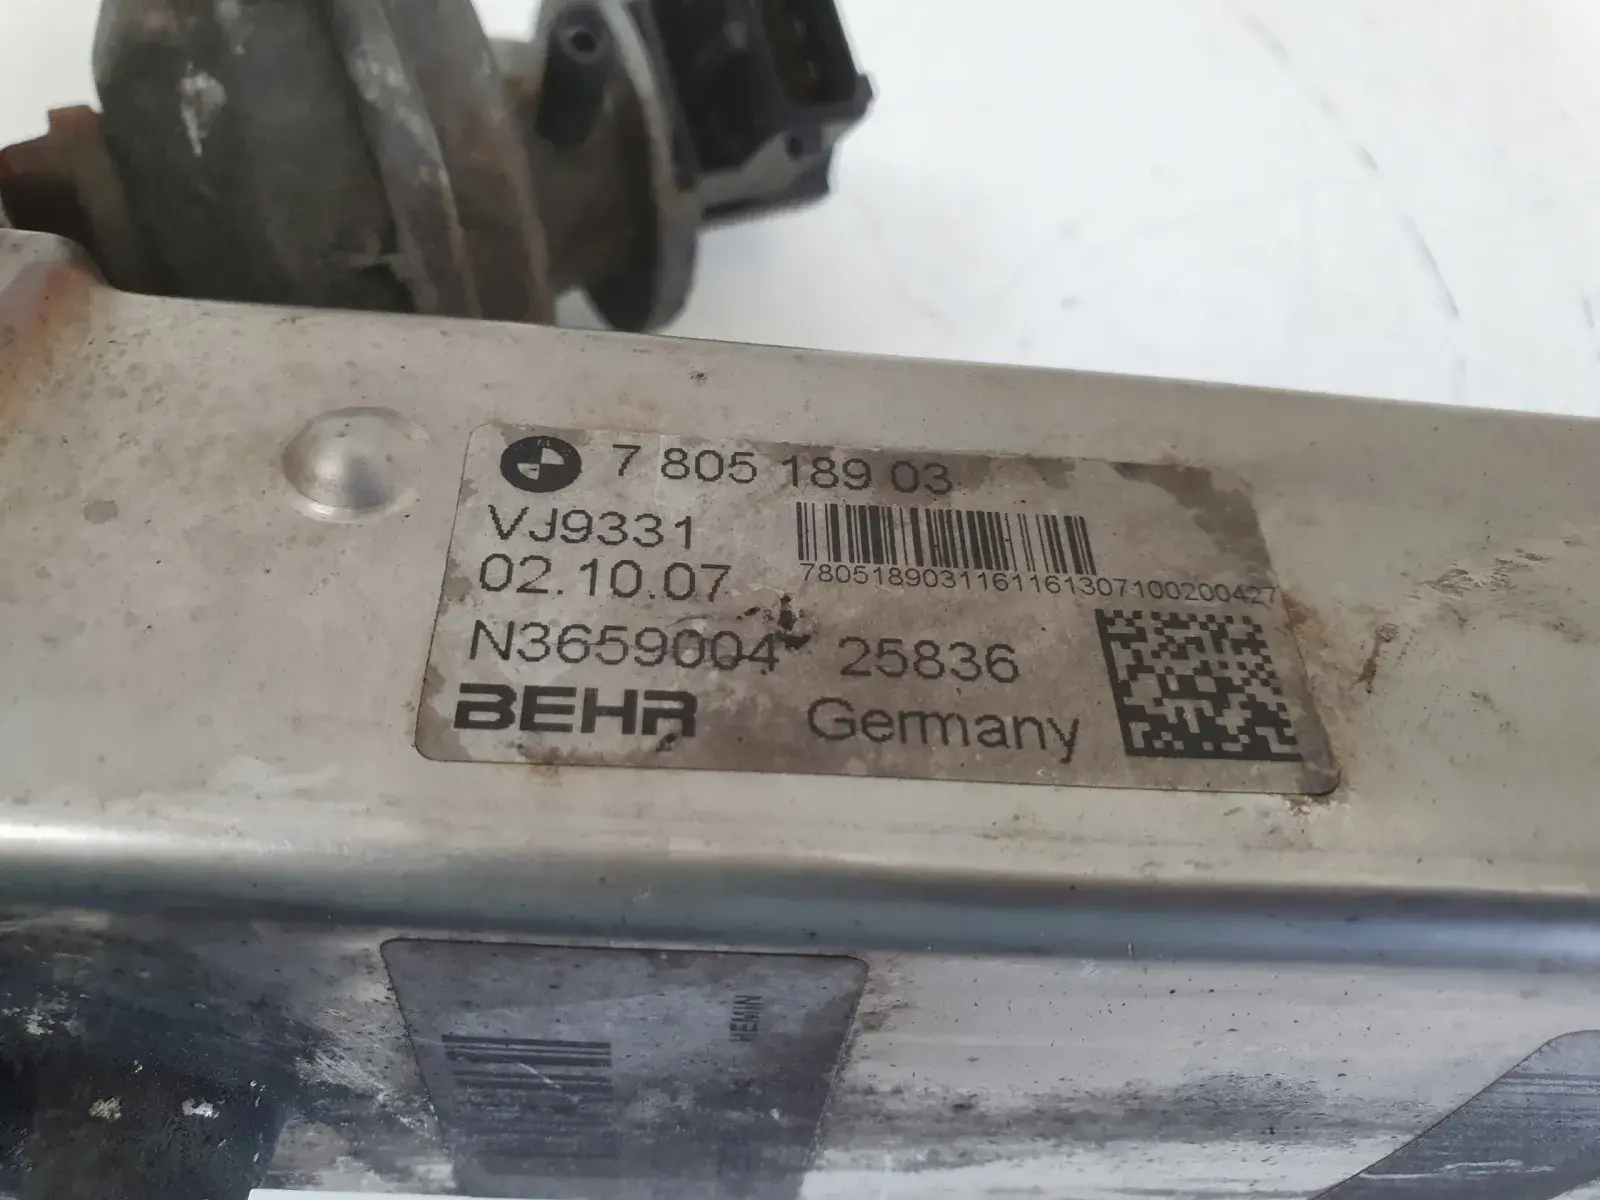 7 805 189 03
VJ9331
02.10.07
780518903116116130710020042７
N3659004 25836
BEHR Germany